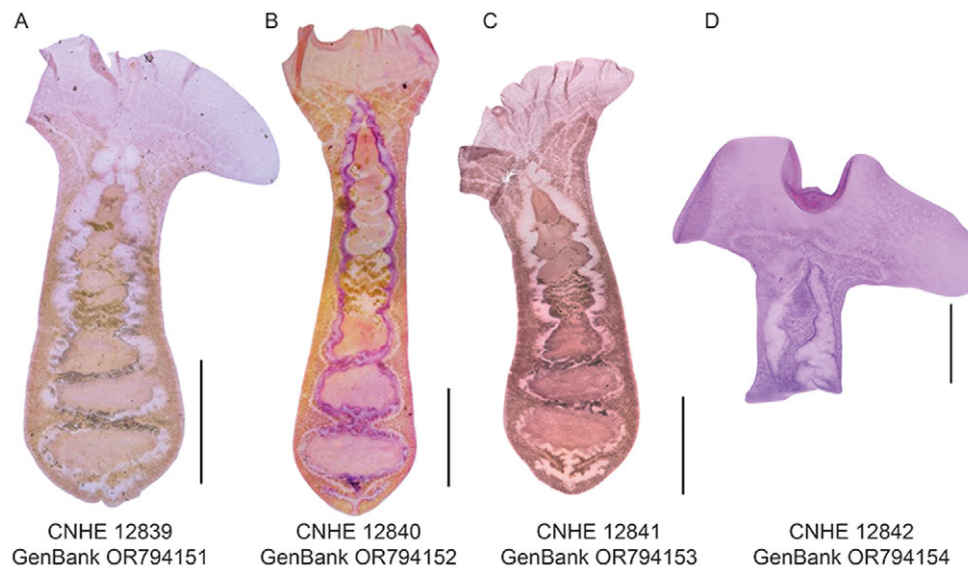 A
B
C
D
CNHE 12839
GenBank OR794151
CNHE 12840
GenBank OR794152
CNHE 12841
GenBank OR794153
CNHE 12842
GenBank OR794154